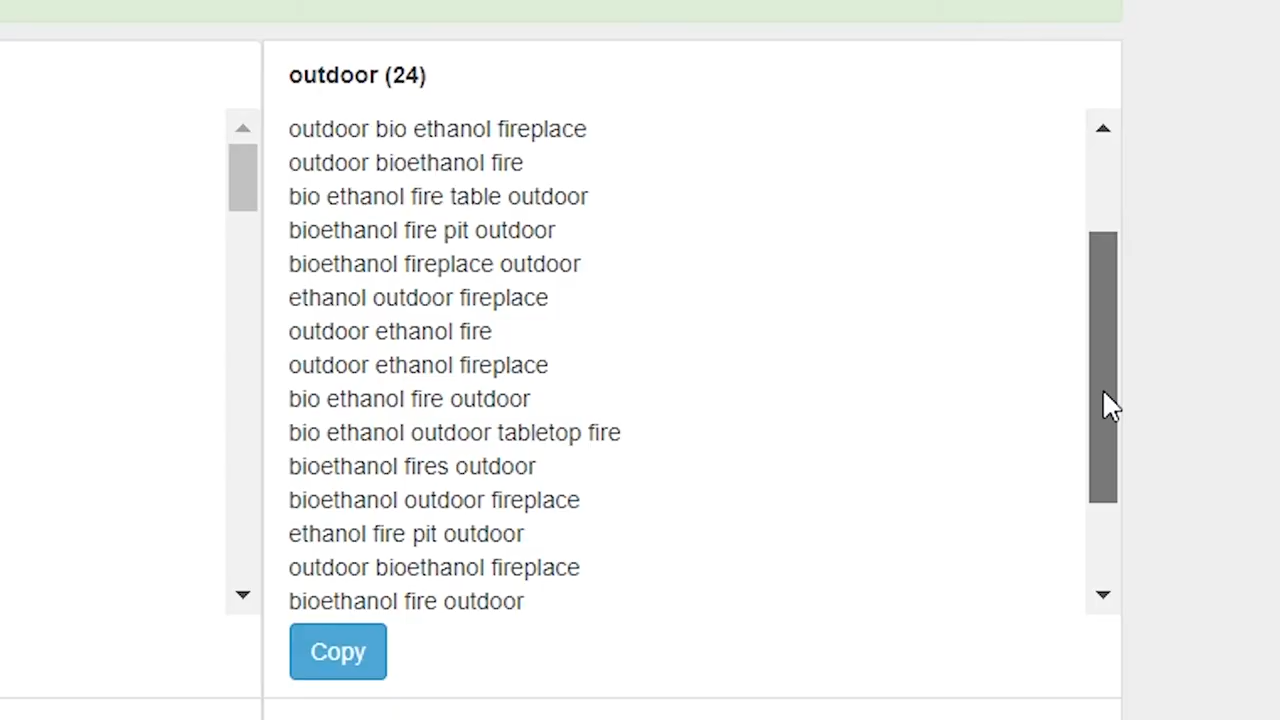 outdoor (24)
outdoor bio ethanol fireplace
outdoor bioethanol fire
bio ethanol fire table outdoor
bioethanol fire pit outdoor
bioethanol fireplace outdoor
ethanol outdoor fireplace
outdoor ethanol fire
outdoor ethanol fireplace
bio ethanol fire outdoor
bio ethanol outdoor tabletop fire
bioethanol fires outdoor
bioethanol outdoor fireplace
ethanol fire pit outdoor
outdoor bioethanol fireplace
bioethanol fire outdoor
Copy